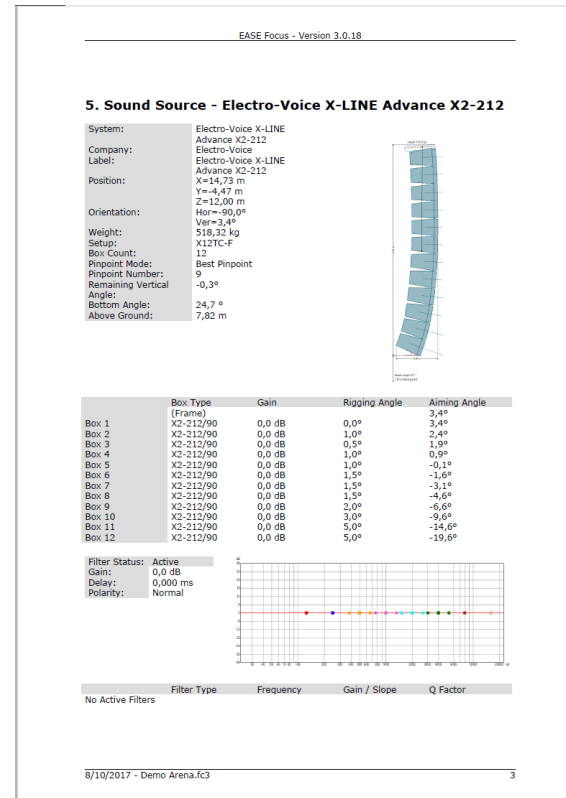 EASE Focus - Version 3.0.18
5. Sound Source - Electro-Voice X-LINE Advance X2-212
System: Electro-Voice X-LINE
Advance X2-212
Company: Electro-Voice
Label: Electro-Voice X-LINE
Advance X2-212
Position: X=14,73 m
Y=-4,47 m
Z=12,00 m
Orientation: Hor=-90,0°
Ver=3,4°
Weight: 518,32 kg
Setup: X12TC-F
Box Count: 12
Pinpoint Mode: Best Pinpoint
Pinpoint Number: 9
Remaining Vertical -0,3°
Angle:
Bottom Angle: 24,7 °
Above Ground: 7,82 m
Box Type Gain Rigging Angle Aiming Angle
(Frame) 3,4°
Box 1 X2-212/90 0,0 dB 0,0° 3,4°
Box 2 X2-212/90 0,0 dB 1,0° 2,4°
Box 3 X2-212/90 0,0 dB 0,5° 1,9°
Box 4 X2-212/90 0,0 dB 1,0° 0,9°
Box 5 X2-212/90 0,0 dB 1,0° -0,1°
Box 6 X2-212/90 0,0 dB 1,5° -1,6°
Box 7 X2-212/90 0,0 dB 1,5° -3,1°
Box 8 X2-212/90 0,0 dB 1,5° -4,6°
Box 9 X2-212/90 0,0 dB 2,0° -6,6°
Box 10 X2-212/90 0,0 dB 3,0° -9,6°
Box 11 X2-212/90 0,0 dB 5,0° -14,6°
Box 12 X2-212/90 0,0 dB 5,0° -19,6°
Filter Status: Active
Gain: 0,0 dB
Delay: 0,000 ms
Polarity: Normal
Filter Type Frequency Gain / Slope Q Factor
No Active Filters
8/10/2017 - Demo Arena.fc3 3